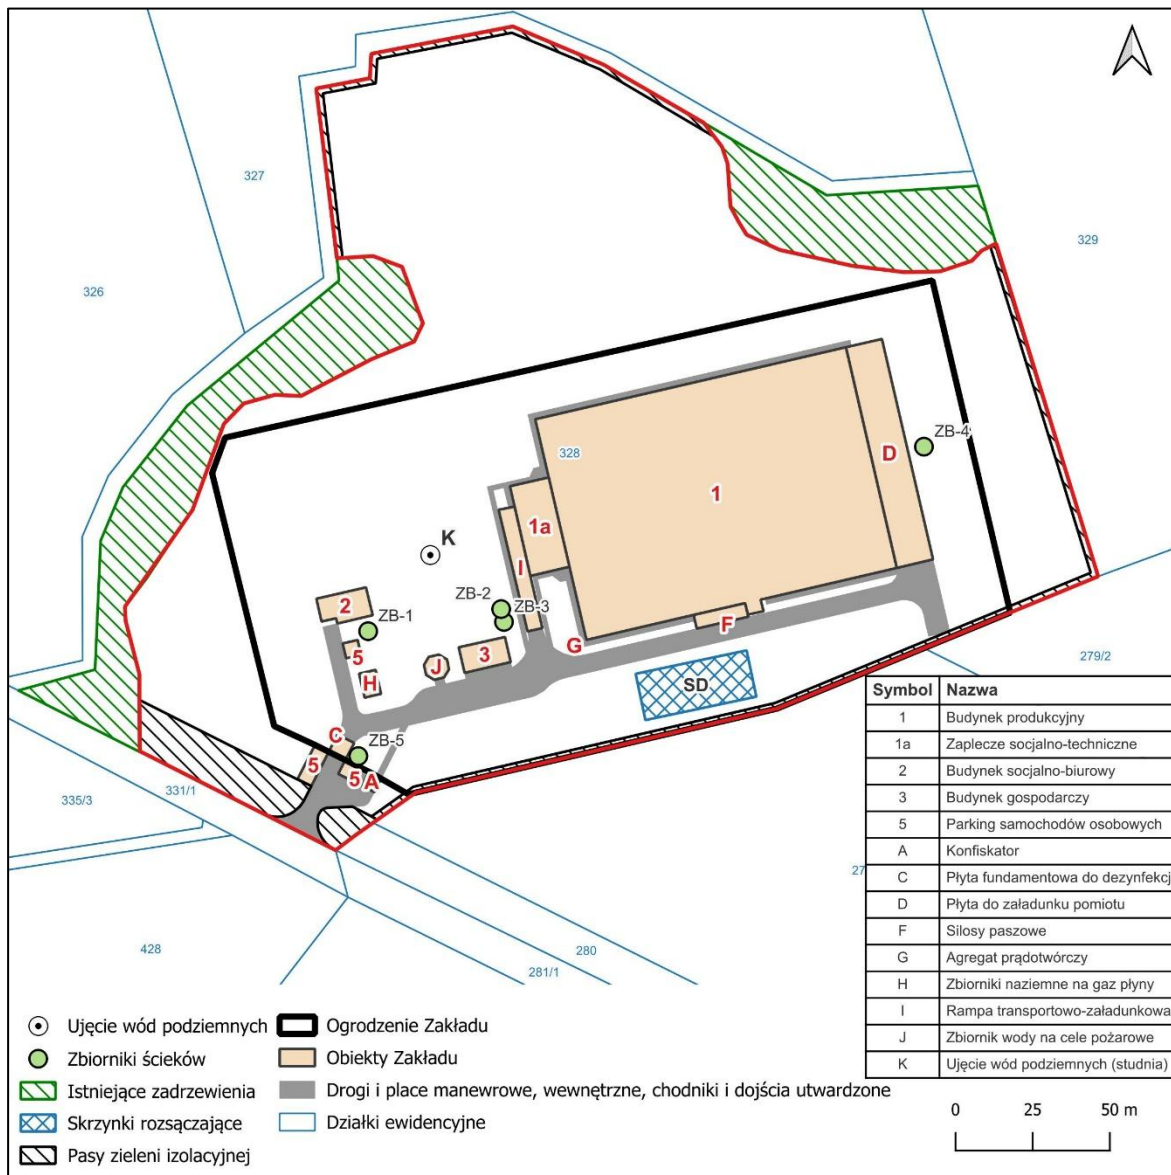 327
329
326
328
ZB-4
D
1
1a
K
I
ZB-2
ZB-3
2
ZB-1
F
5
G
3
J
H
SD
279/2
C
ZB-5
5
5
A
335/3
331/1
27
428
280
281/1
Symbol Nazwa
1 Budynek produkcyjny
1a Zaplecze socjalno-techniczne
2 Budynek socjalno-biurowy
3 Budynek gospodarczy
5 Parking samochodów osobowych
A Konfiskator
C Płyta fundamentowa do dezynfekcj
D Płyta do załadunku pomiotu
F Silosy paszowe
G Agregat prądotwórczy
H Zbiorniki naziemne na gaz płyny
I Rampa transportowo-załadunkowa
J Zbiornik wody na cele pożarowe
K Ujęcie wód podziemnych (studnia)
Ujęcie wód podziemnych
Zbiorniki ścieków
Istniejące zadrzewienia
Skrzynki rozsączające
Pasy zieleni izolacyjnej
Ogrodzenie Zakładu
Obiekty Zakładu
Drogi i place manewrowe, wewnętrzne, chodniki i dojścia utwardzone
Działki ewidencyjne
0 25 50 m